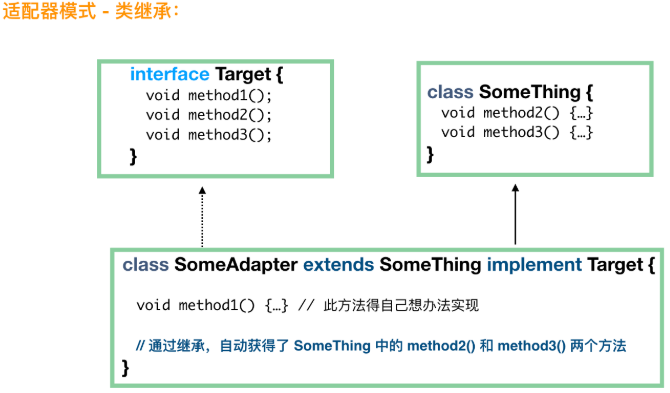 适配器模式 - 类继承：
interface Target {
void method1();
void method2();
void method3();
}
class SomeThing {
void method2() {…}
void method3() {…}
}
class SomeAdapter extends SomeThing implement Target {
void method1() {…} // 此方法得自己想办法实现
// 通过继承，自动获得了 SomeThing 中的 method2() 和 method3() 两个方法
}